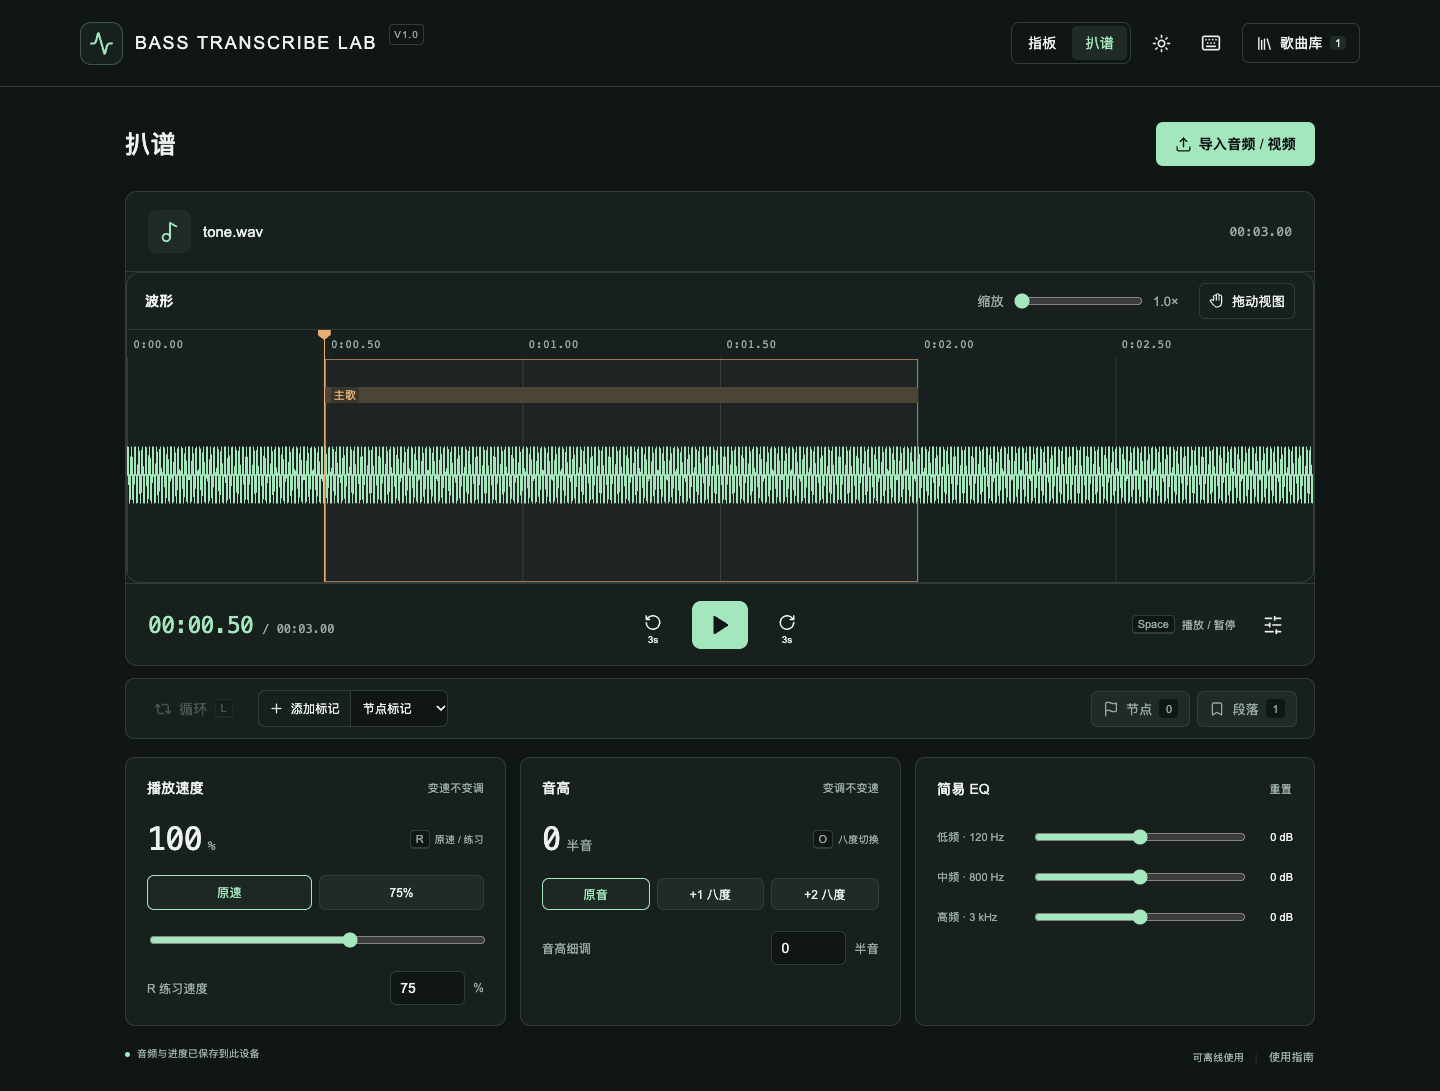 BASS TRANSCRIBE LAB V1.0
指板 扒谱 歌曲库 1
扒谱
导入音频 / 视频
tone.wav 00:03.00
波形 缩放 1.0× 拖动视图
0:00.00 0:00.50 0:01.00 0:01.50 0:02.00 0:02.50
主歌
00:00.50 / 00:03.00 3s 3s Space 播放 / 暂停
循环 L 添加标记 节点标记 节点 0 段落 1
播放速度 变速不变调
100 % R 原速 / 练习
原速 75%
R 练习速度 75 %
音高 变调不变速
0 半音 O 八度切换
原音 +1 八度 +2 八度
音高细调 0 半音
简易 EQ 重置
低频 · 120 Hz 0 dB
中频 · 800 Hz 0 dB
高频 · 3 kHz 0 dB
音频与进度已保存到此设备 可离线使用 使用指南